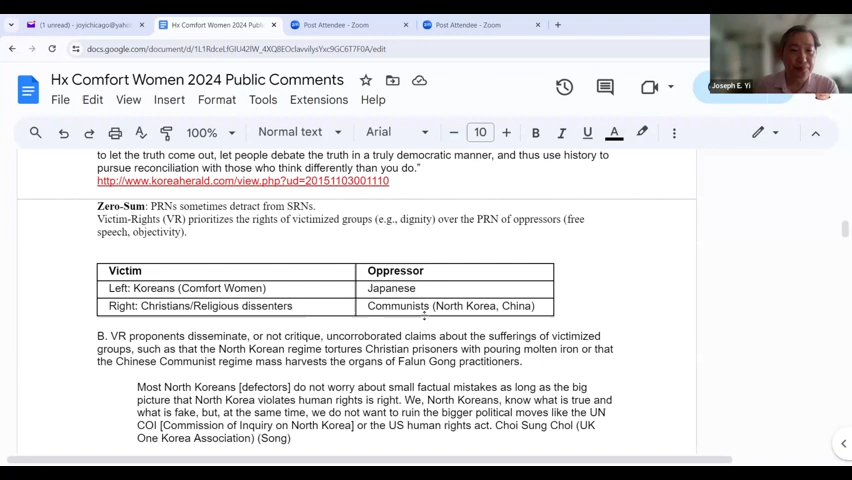 (1 unread) - joyichicago@yaho
Hx Comfort Women 2024 Public
Post Attendee - Zoom
Post Attendee - Zoom
Hx Comfort Women 2024 Public Comments
File Edit View Insert Format Tools Extensions Help
100% Normal text Arial 10 B I U A
to let the truth come out, let people debate the truth in a truly democratic manner, and thus use history to
pursue reconciliation with those who think differently than you do."
http://www.koreaherald.com/view.php?ud=20151103001110
Zero-Sum: PRNs sometimes detract from SRNs.
Victim-Rights (VR) prioritizes the rights of victimized groups (e.g., dignity) over the PRN of oppressors (free
speech, objectivity).
Victim Oppressor
Left: Koreans (Comfort Women) Japanese
Right: Christians/Religious dissenters Communists (North Korea, China)
B. VR proponents disseminate, or not critique, uncorroborated claims about the sufferings of victimized
groups, such as that the North Korean regime tortures Christian prisoners with pouring molten iron or that
the Chinese Communist regime mass harvests the organs of Falun Gong practitioners.
Most North Koreans [defectors] do not worry about small factual mistakes as long as the big
picture that North Korea violates human rights is right. We, North Koreans, know what is true and
what is fake, but, at the same time, we do not want to ruin the bigger political moves like the UN
COI [Commission of Inquiry on North Korea] or the US human rights act. Choi Sung Chol (UK
One Korea Association) (Song)
Joseph E. Yi